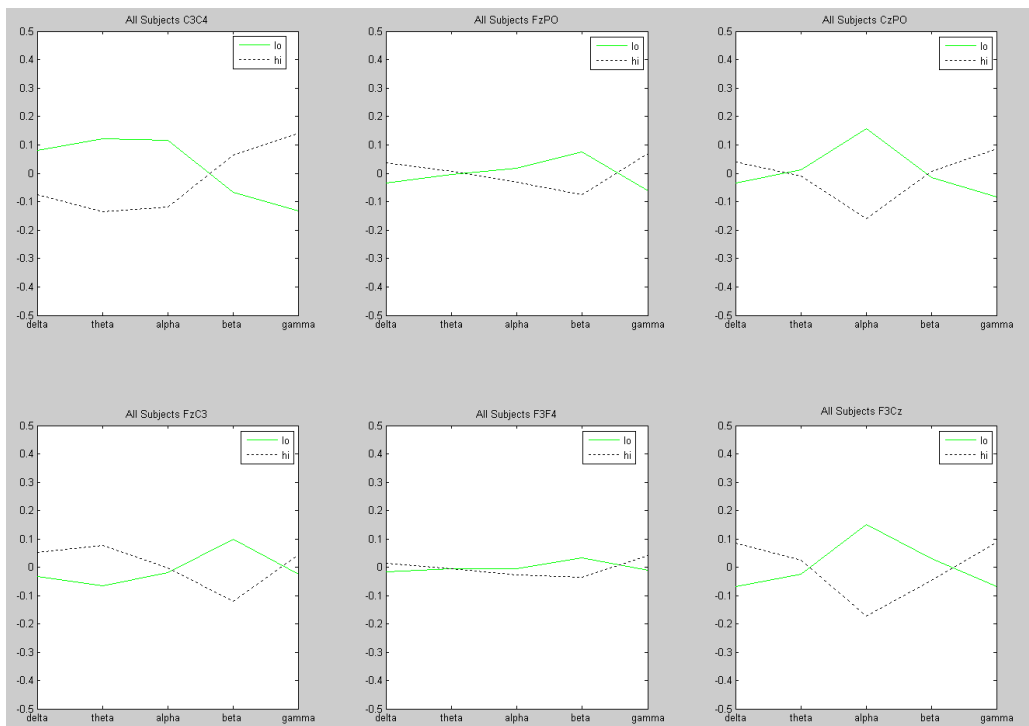 All Subjects C3C4
0.5
0.4
0.3
0.2
0.1
0
-0.1
-0.2
-0.3
-0.4
-0.5
delta theta alpha beta gamma
lo
hi
All Subjects FzPO
0.5
0.4
0.3
0.2
0.1
0
-0.1
-0.2
-0.3
-0.4
-0.5
delta theta alpha beta gamma
lo
hi
All Subjects CzPO
0.5
0.4
0.3
0.2
0.1
0
-0.1
-0.2
-0.3
-0.4
-0.5
delta theta alpha beta gamma
lo
hi
All Subjects FzC3
0.5
0.4
0.3
0.2
0.1
0
-0.1
-0.2
-0.3
-0.4
-0.5
delta theta alpha beta gamma
lo
hi
All Subjects F3F4
0.5
0.4
0.3
0.2
0.1
0
-0.1
-0.2
-0.3
-0.4
-0.5
delta theta alpha beta gamma
lo
hi
All Subjects F3Cz
0.5
0.4
0.3
0.2
0.1
0
-0.1
-0.2
-0.3
-0.4
-0.5
delta theta alpha beta gamma
lo
hi